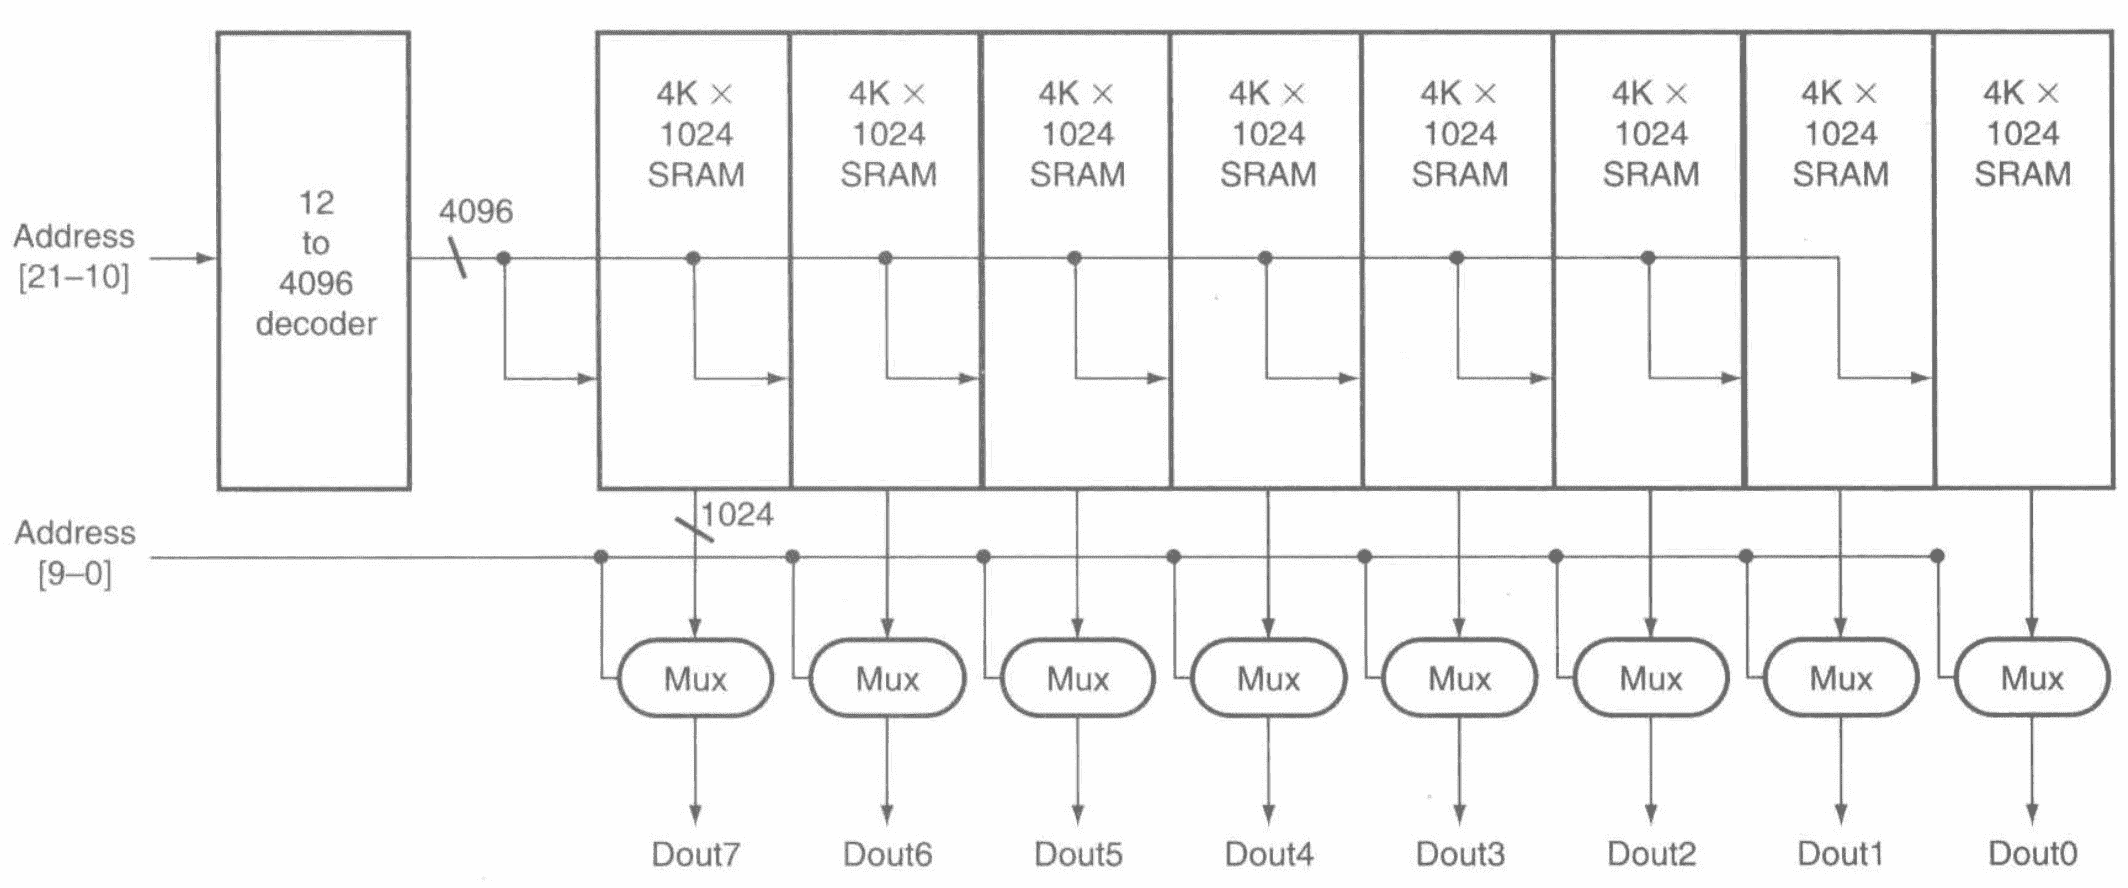 4K ×
1024
SRAM
4K ×
1024
SRAM
4K ×
1024
SRAM
4K ×
1024
SRAM
4K ×
1024
SRAM
4K ×
1024
SRAM
4K ×
1024
SRAM
4K ×
1024
SRAM
Address
[21–10]
12
to
4096
decoder
4096
1024
Address
[9–0]
Mux
Mux
Mux
Mux
Mux
Mux
Mux
Mux
Dout7
Dout6
Dout5
Dout4
Dout3
Dout2
Dout1
Dout0